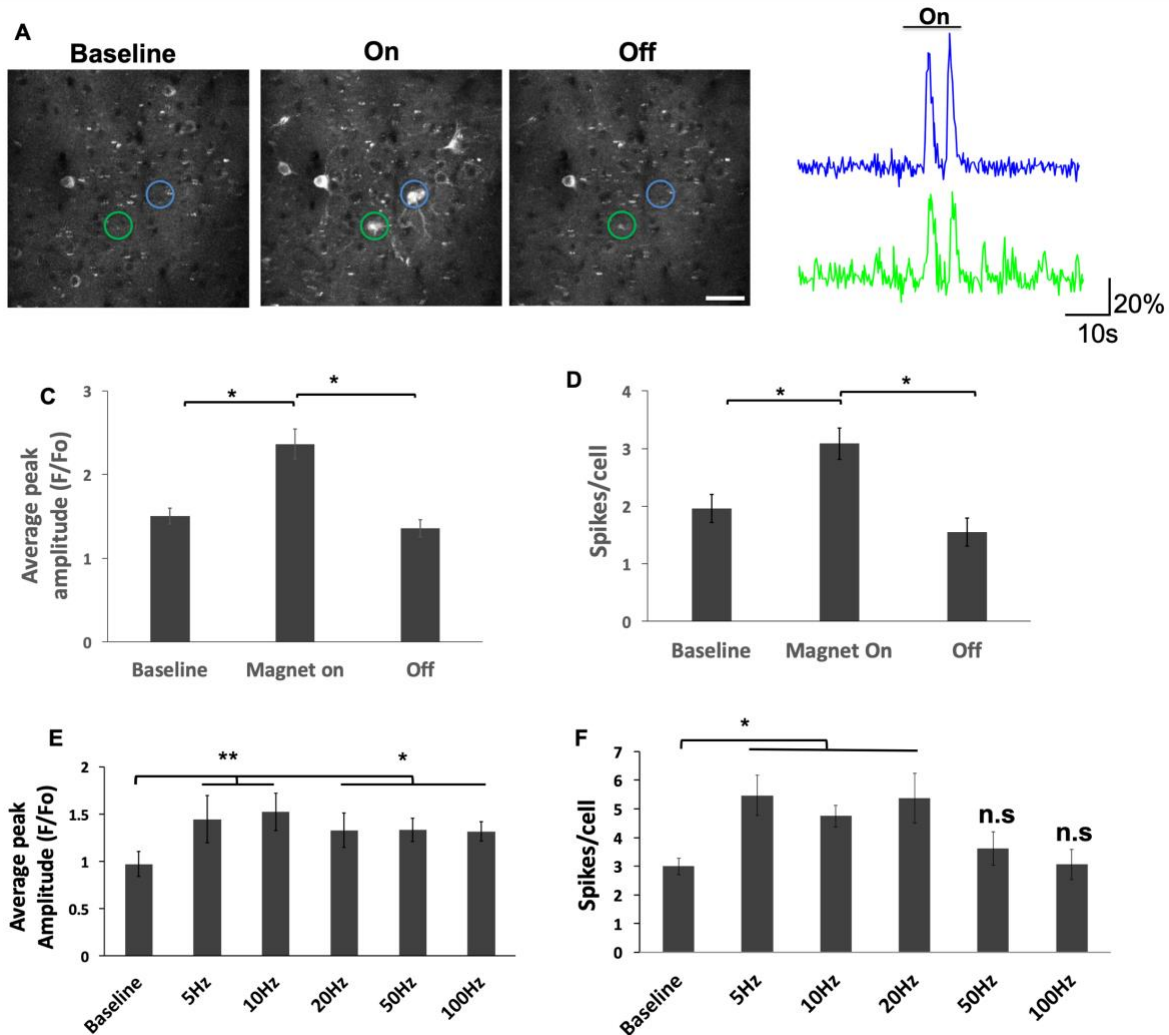 A
Baseline
On
Off
On
20%
10s
C
Average peak
amplitude (F/Fo)
3
2
1
0
*
*
Baseline
Magnet on
Off
D
Spikes/cell
4
3
2
1
0
*
*
Baseline
Magnet On
Off
E
Average peak
Amplitude (F/Fo)
2
1.5
1
0.5
0
**
*
Baseline
5Hz
10Hz
20Hz
50Hz
100Hz
F
Spikes/cell
7
6
5
4
3
2
1
0
*
n.s
n.s
Baseline
5Hz
10Hz
20Hz
50Hz
100Hz